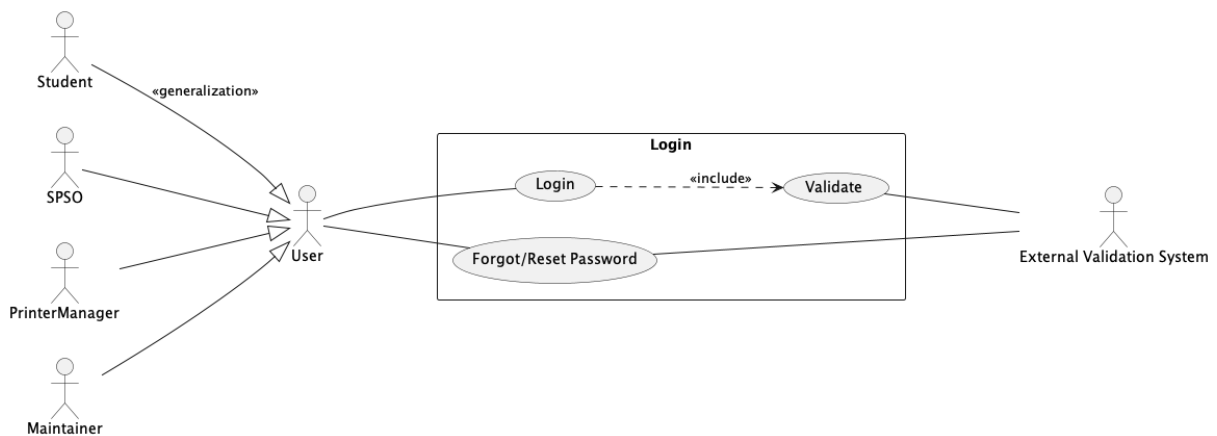 Student
«generalization»
SPSO
User
PrinterManager
Maintainer
Login
Login
«include»
Validate
Forgot/Reset Password
External Validation System